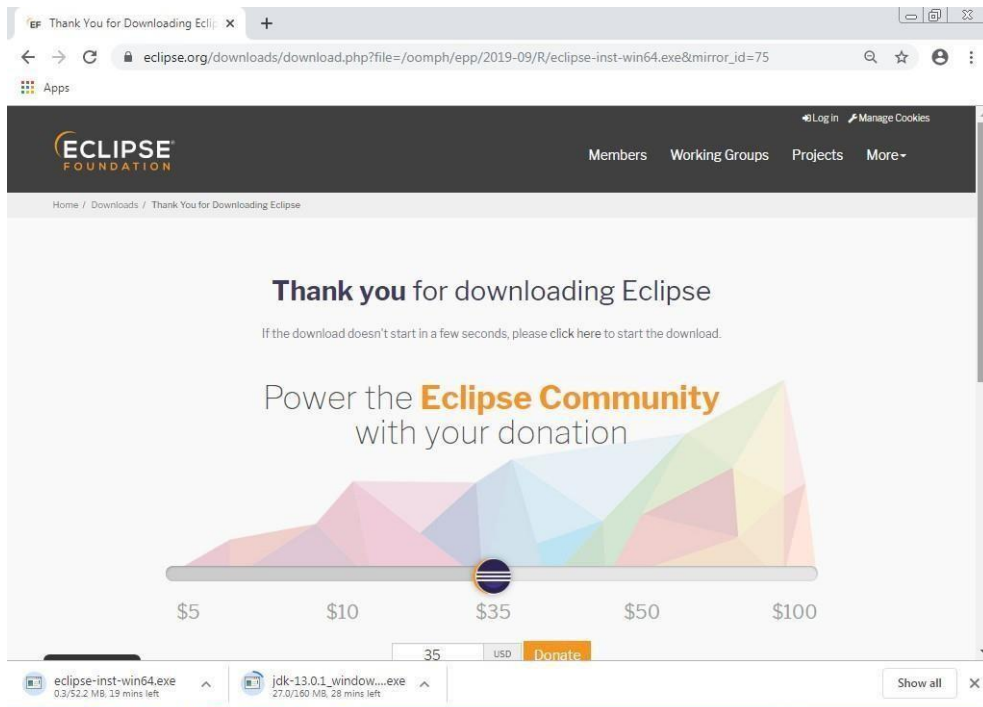 Thank You for Downloading Eclip
eclipse.org/downloads/download.php?file=/oomph/epp/2019-09/R/eclipse-inst-win64.exe&mirror_id=75
Apps
Log in Manage Cookies
ECLIPSE
FOUNDATION
Members Working Groups Projects More
Home / Downloads / Thank You for Downloading Eclipse
Thank you for downloading Eclipse
If the download doesn't start in a few seconds, please click here to start the download.
Power the Eclipse Community
with your donation
$5 $10 $35 $50 $100
35 USD Donate
eclipse-inst-win64.exe
0.3/52.2 MB, 19 mins left
jdk-13.0.1_window....exe
27.0/160 MB, 28 mins left
Show all